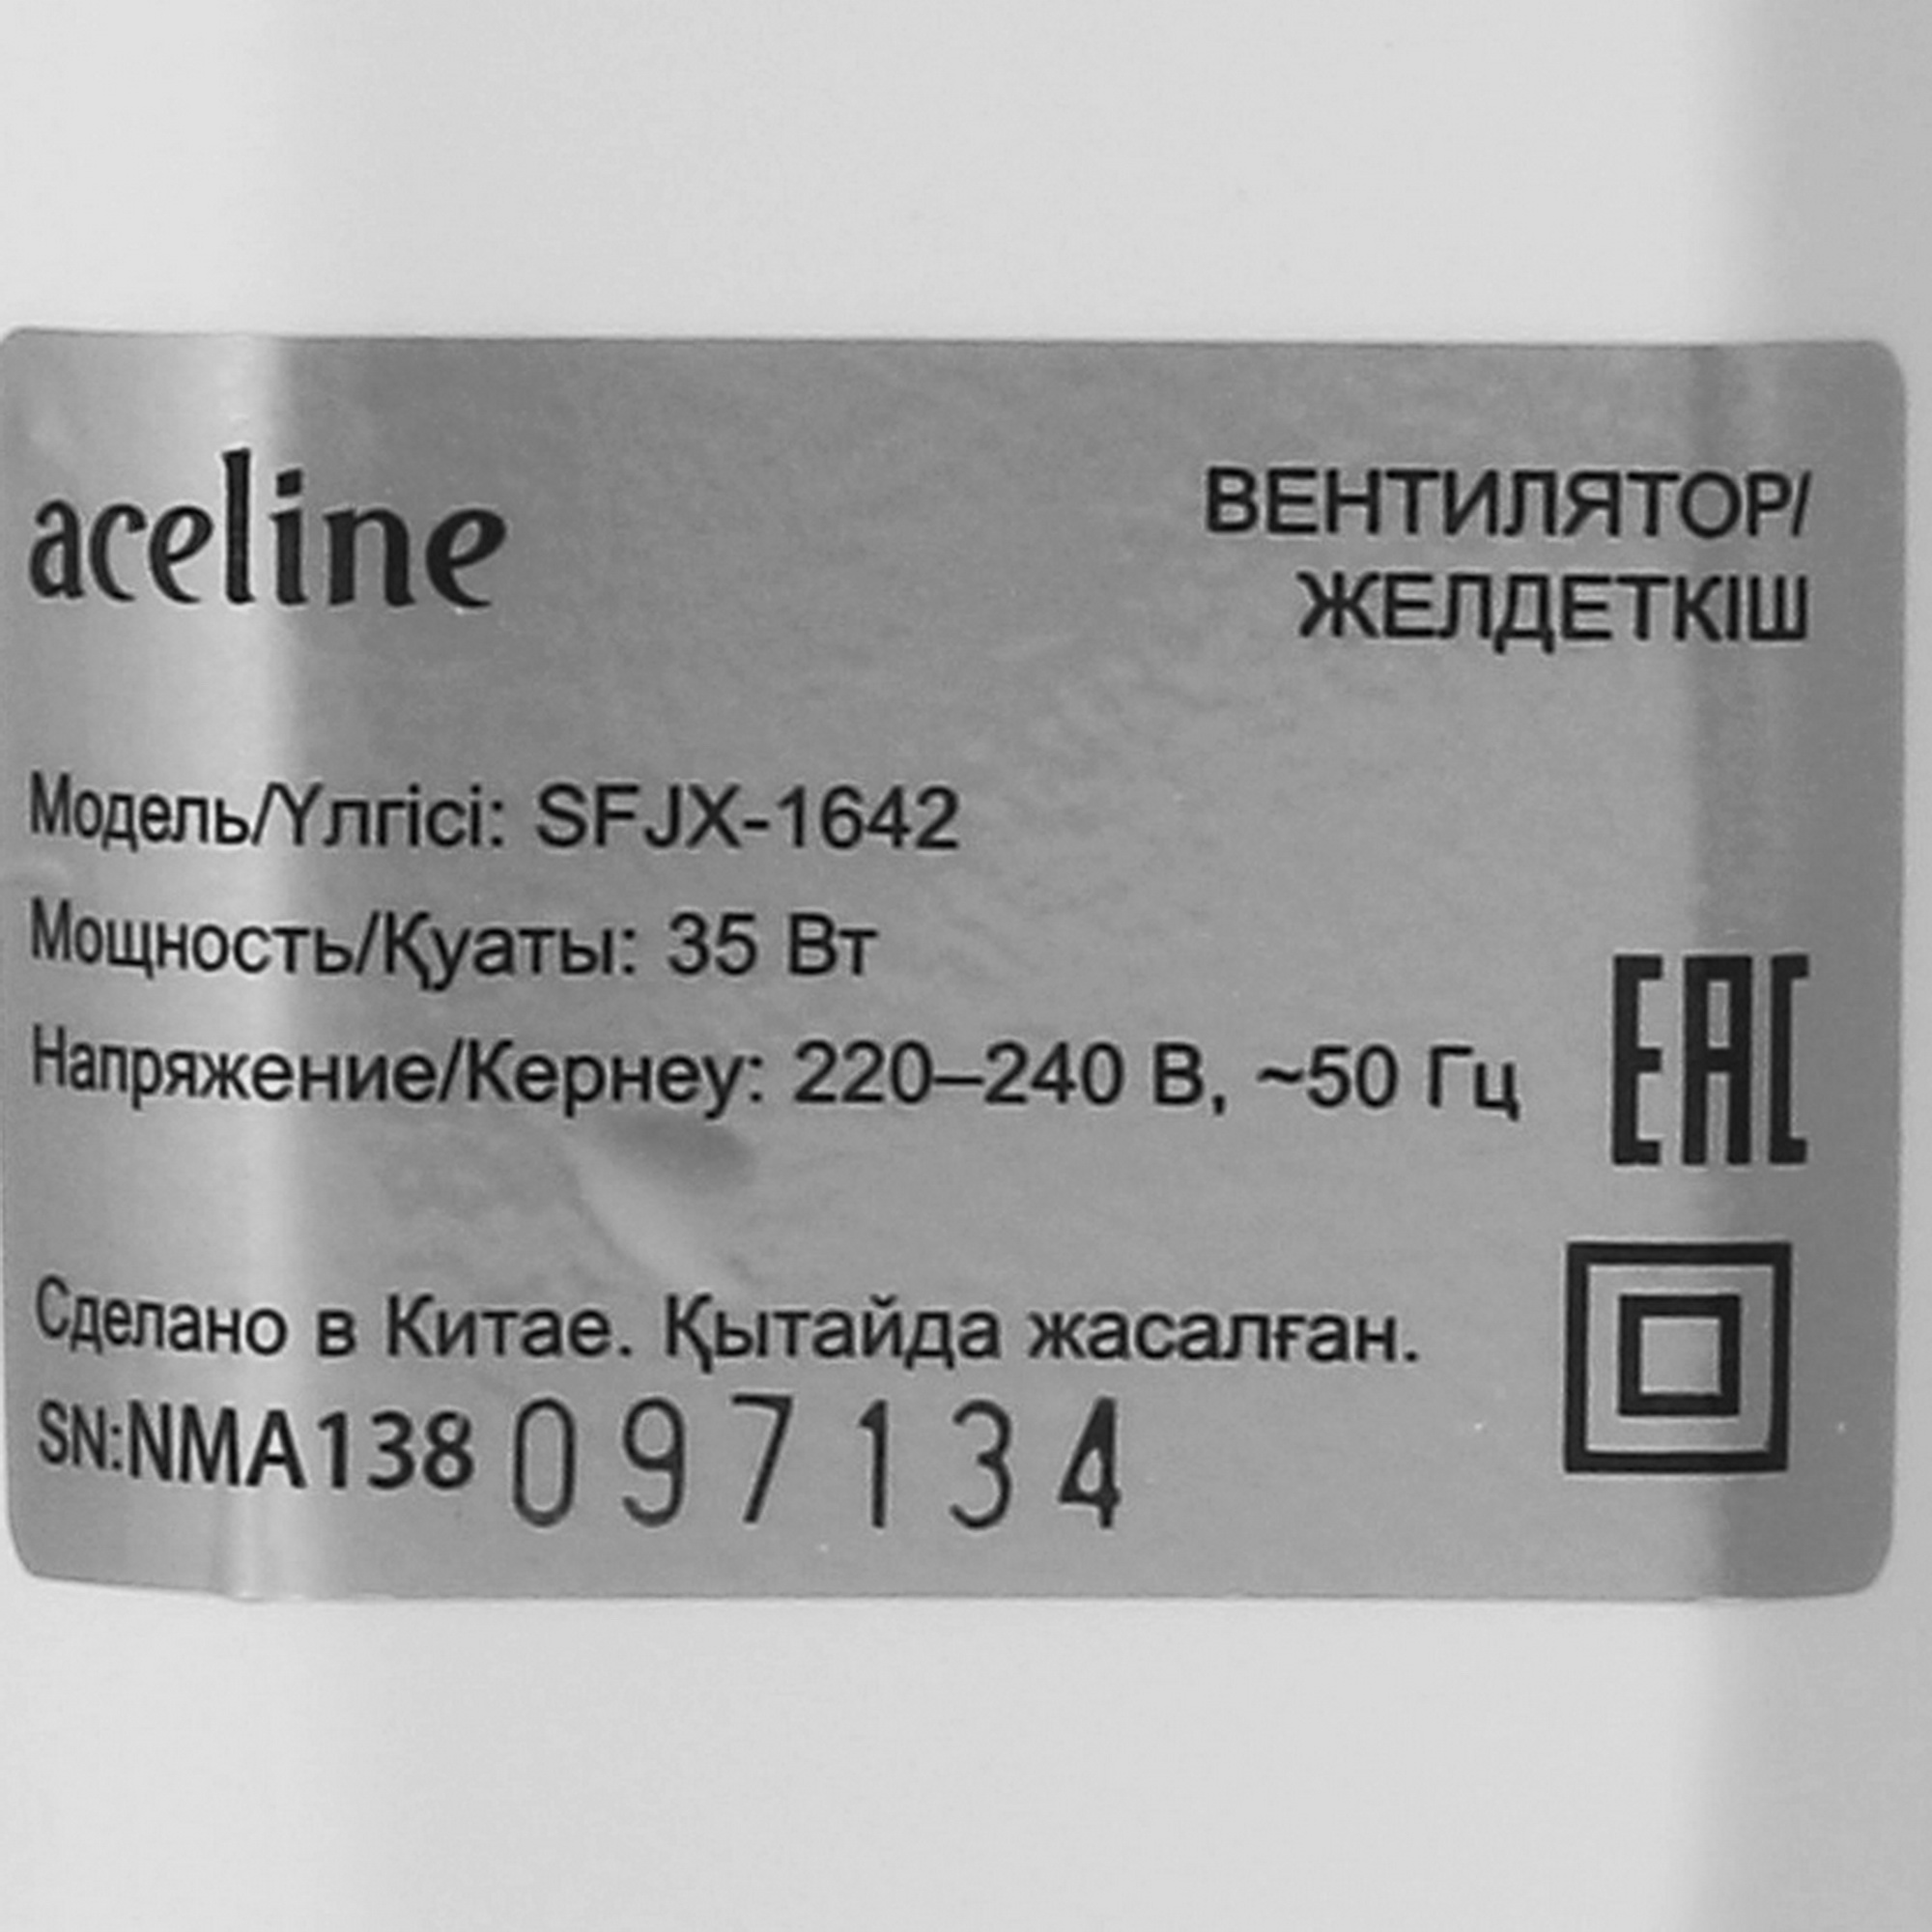 aceline
ВЕНТИЛЯТОР/
ЖЕЛДЕТКІШ
Модель/Үлгісі: SFJX-1642
Мощность/Қуаты: 35 Вт
Напряжение/Кернеу: 220–240 В, ~50 Гц
EAC
Сделано в Китае. Қытайда жасалған.
SN:NMA138 097134